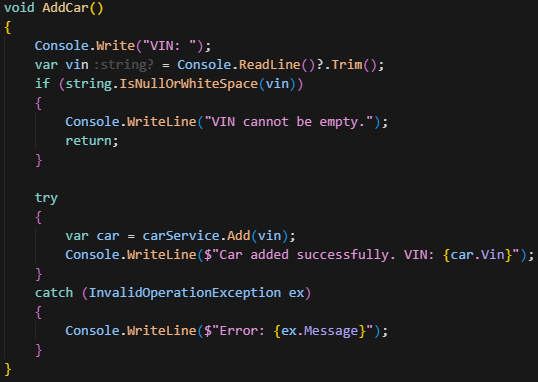 void AddCar()
{
    Console.Write("VIN: ");
    var vin :string? = Console.ReadLine()?.Trim();
    if (string.IsNullOrWhiteSpace(vin))
    {
        Console.WriteLine("VIN cannot be empty.");
        return;
    }

    try
    {
        var car = carService.Add(vin);
        Console.WriteLine($"Car added successfully. VIN: {car.Vin}");
    }
    catch (InvalidOperationException ex)
    {
        Console.WriteLine($"Error: {ex.Message}");
    }
}